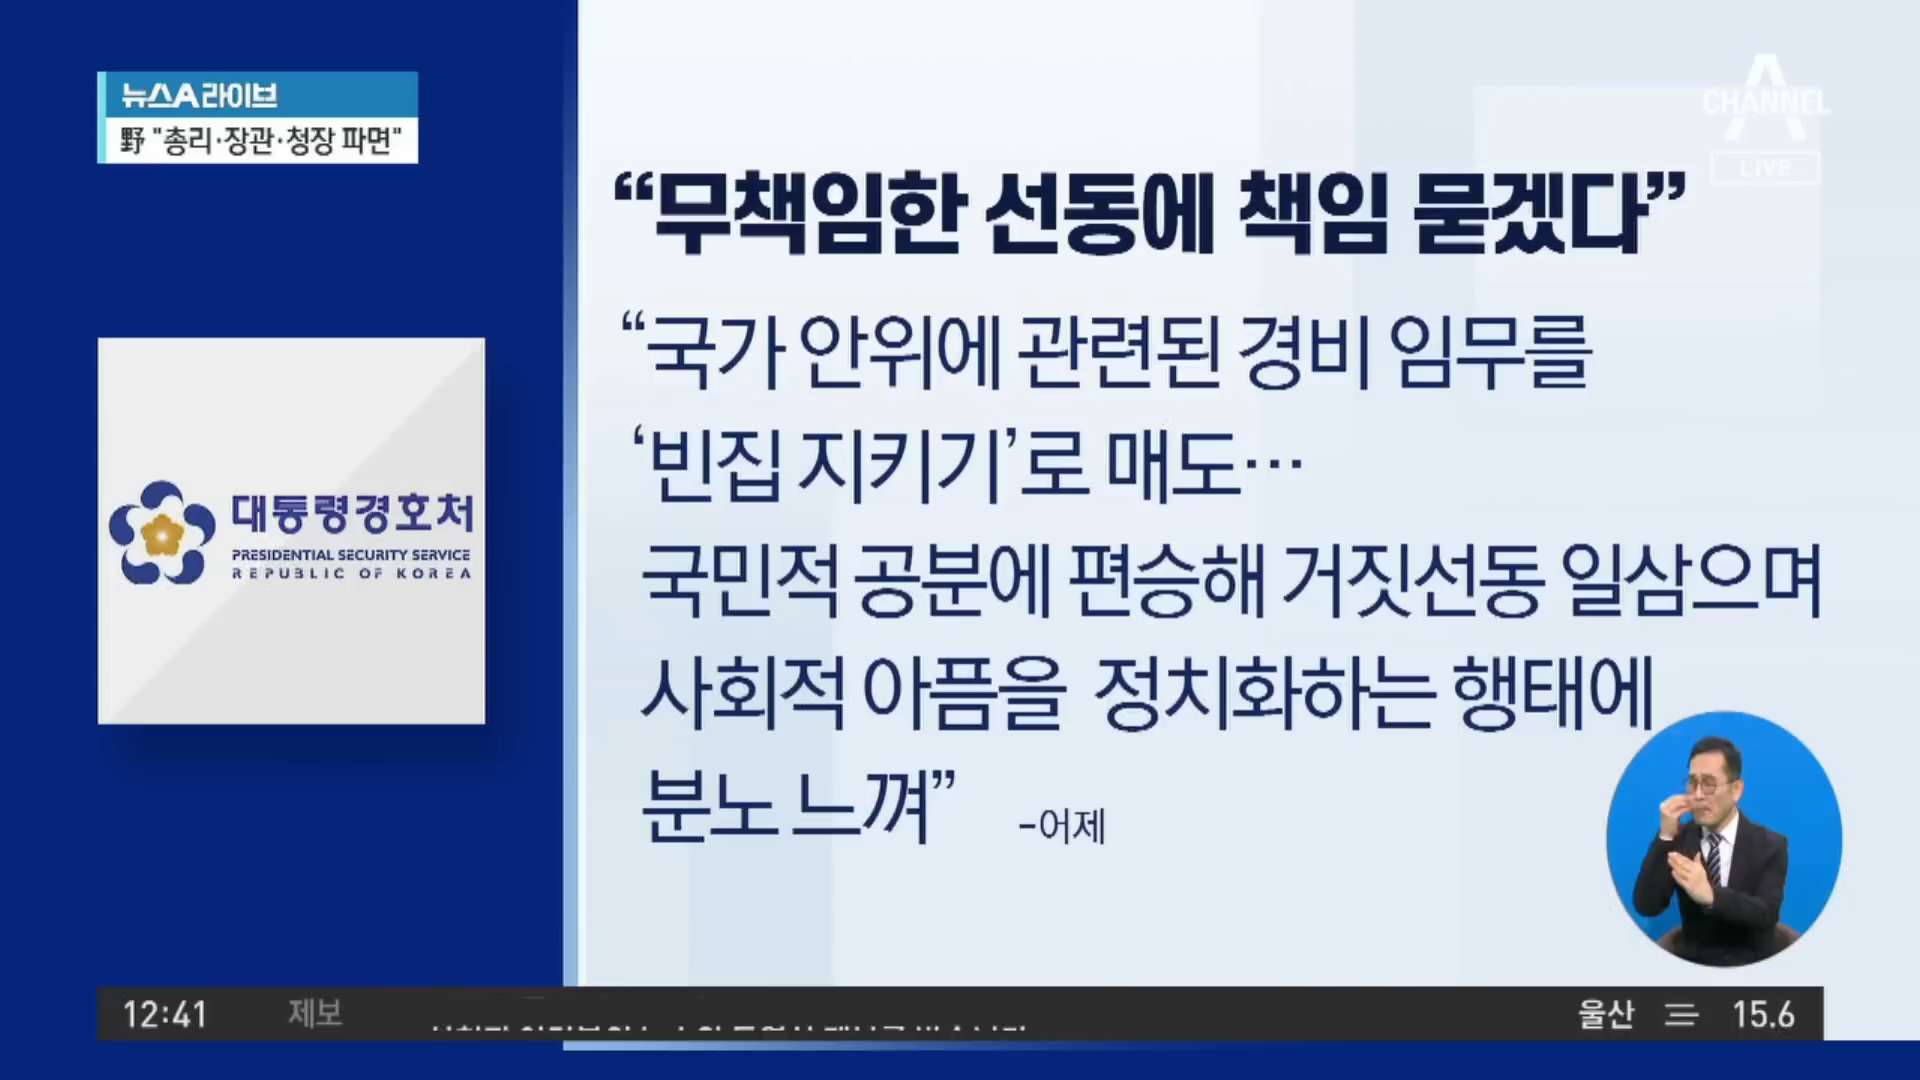 뉴스A라이브
野 "총리·장관·청장 파면"
CHANNEL A
LIVE
“무책임한 선동에 책임 묻겠다”
“국가 안위에 관련된 경비 임무를
‘빈집 지키기’로 매도…
국민적 공분에 편승해 거짓선동 일삼으며
사회적 아픔을 정치화하는 행태에
분노 느껴” -어제
대통령경호처
PRESIDENTIAL SECURITY SERVICE
REPUBLIC OF KOREA
12:41 제보 울산 15.6